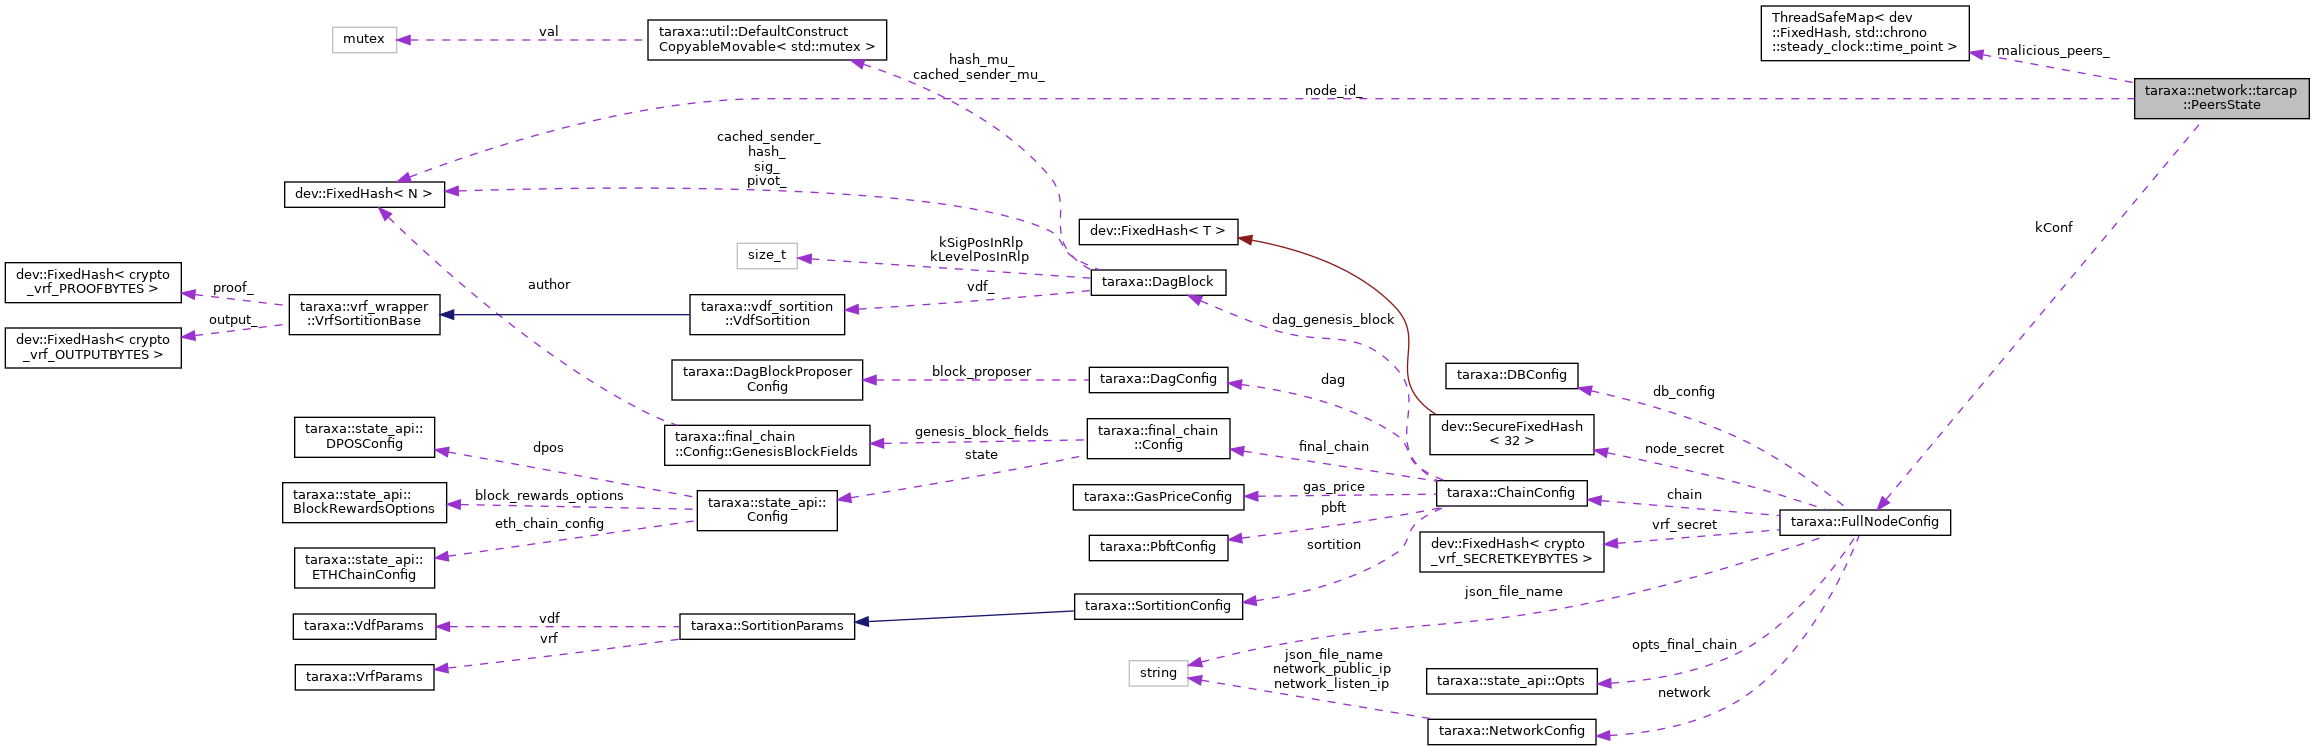 mutex
val
taraxa::util::DefaultConstruct
CopyableMovable< std::mutex >
hash_mu_
cached_sender_mu_
ThreadSafeMap< dev
::FixedHash, std::chrono
::steady_clock::time_point >
malicious_peers_
taraxa::network::tarcap
::PeersState
node_id_
cached_sender_
hash_
sig_
pivot_
dev::FixedHash< N >
kConf
dev::FixedHash< T >
size_t
kSigPosInRlp
kLevelPosInRlp
taraxa::DagBlock
author
vdf_
dev::FixedHash< crypto
_vrf_PROOFBYTES >
proof_
taraxa::vrf_wrapper
::VrfSortitionBase
output_
dev::FixedHash< crypto
_vrf_OUTPUTBYTES >
taraxa::vdf_sortition
::VdfSortition
dag_genesis_block
taraxa::DagBlockProposer
Config
block_proposer
taraxa::DagConfig
dag
taraxa::DBConfig
db_config
taraxa::state_api::
DPOSConfig
dpos
taraxa::final_chain
::Config::GenesisBlockFields
genesis_block_fields
state
taraxa::final_chain
::Config
final_chain
dev::SecureFixedHash
< 32 >
node_secret
taraxa::state_api::
BlockRewardsOptions
block_rewards_options
eth_chain_config
taraxa::state_api::
Config
taraxa::GasPriceConfig
gas_price
pbft
taraxa::ChainConfig
chain
taraxa::FullNodeConfig
vrf_secret
taraxa::state_api::
ETHChainConfig
taraxa::PbftConfig
sortition
dev::FixedHash< crypto
_vrf_SECRETKEYBYTES >
json_file_name
taraxa::SortitionConfig
taraxa::VdfParams
vdf
vrf
taraxa::SortitionParams
taraxa::VrfParams
string
json_file_name
network_public_ip
network_listen_ip
opts_final_chain
taraxa::state_api::Opts
network
taraxa::NetworkConfig